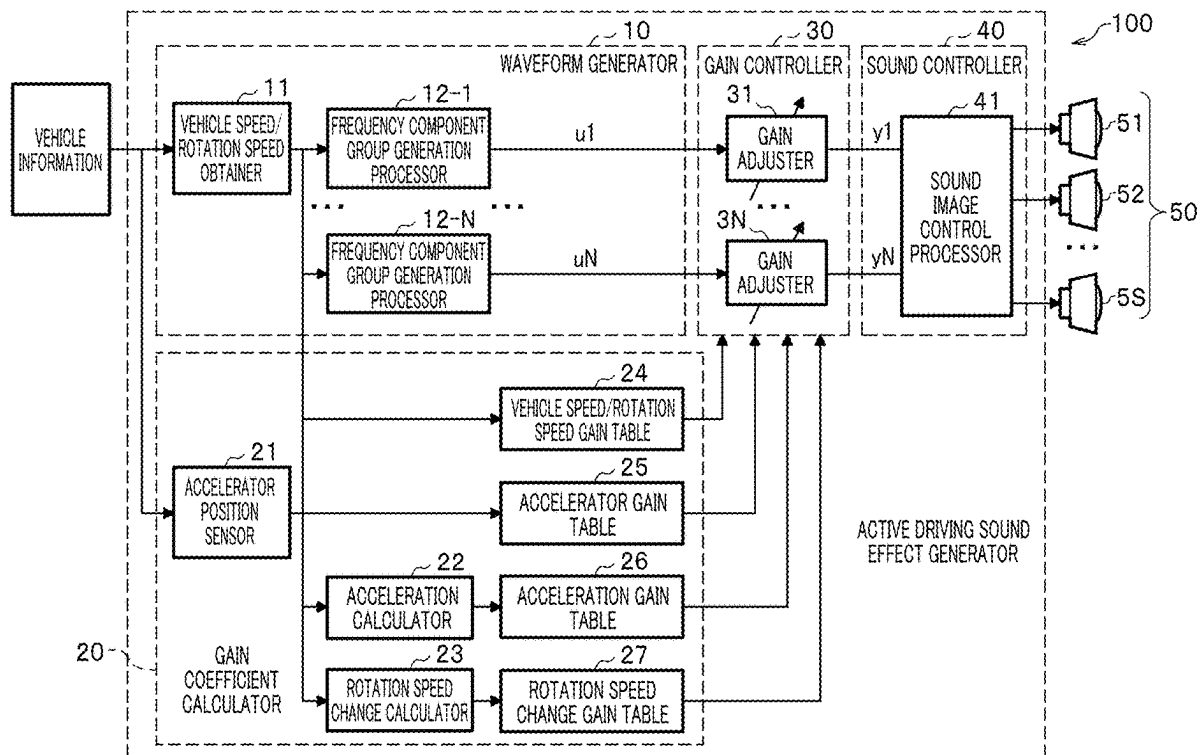 100
10
WAVEFORM GENERATOR
30
GAIN CONTROLLER
40
SOUND CONTROLLER
VEHICLE
INFORMATION
11
VEHICLE SPEED/
ROTATION SPEED
OBTAINER
12-1
FREQUENCY COMPONENT
GROUP GENERATION
PROCESSOR
u1
31
GAIN
ADJUSTER
y1
41
SOUND
IMAGE
CONTROL
PROCESSOR
51
52
5S
50
...
...
...
...
12-N
FREQUENCY COMPONENT
GROUP GENERATION
PROCESSOR
uN
3N
GAIN
ADJUSTER
yN
24
VEHICLE SPEED/ROTATION
SPEED GAIN TABLE
21
ACCELERATOR
POSITION
SENSOR
25
ACCELERATOR GAIN
TABLE
22
ACCELERATION
CALCULATOR
26
ACCELERATION GAIN
TABLE
23
ROTATION SPEED
CHANGE CALCULATOR
27
ROTATION SPEED
CHANGE GAIN TABLE
20
GAIN
COEFFICIENT
CALCULATOR
ACTIVE DRIVING SOUND
EFFECT GENERATOR